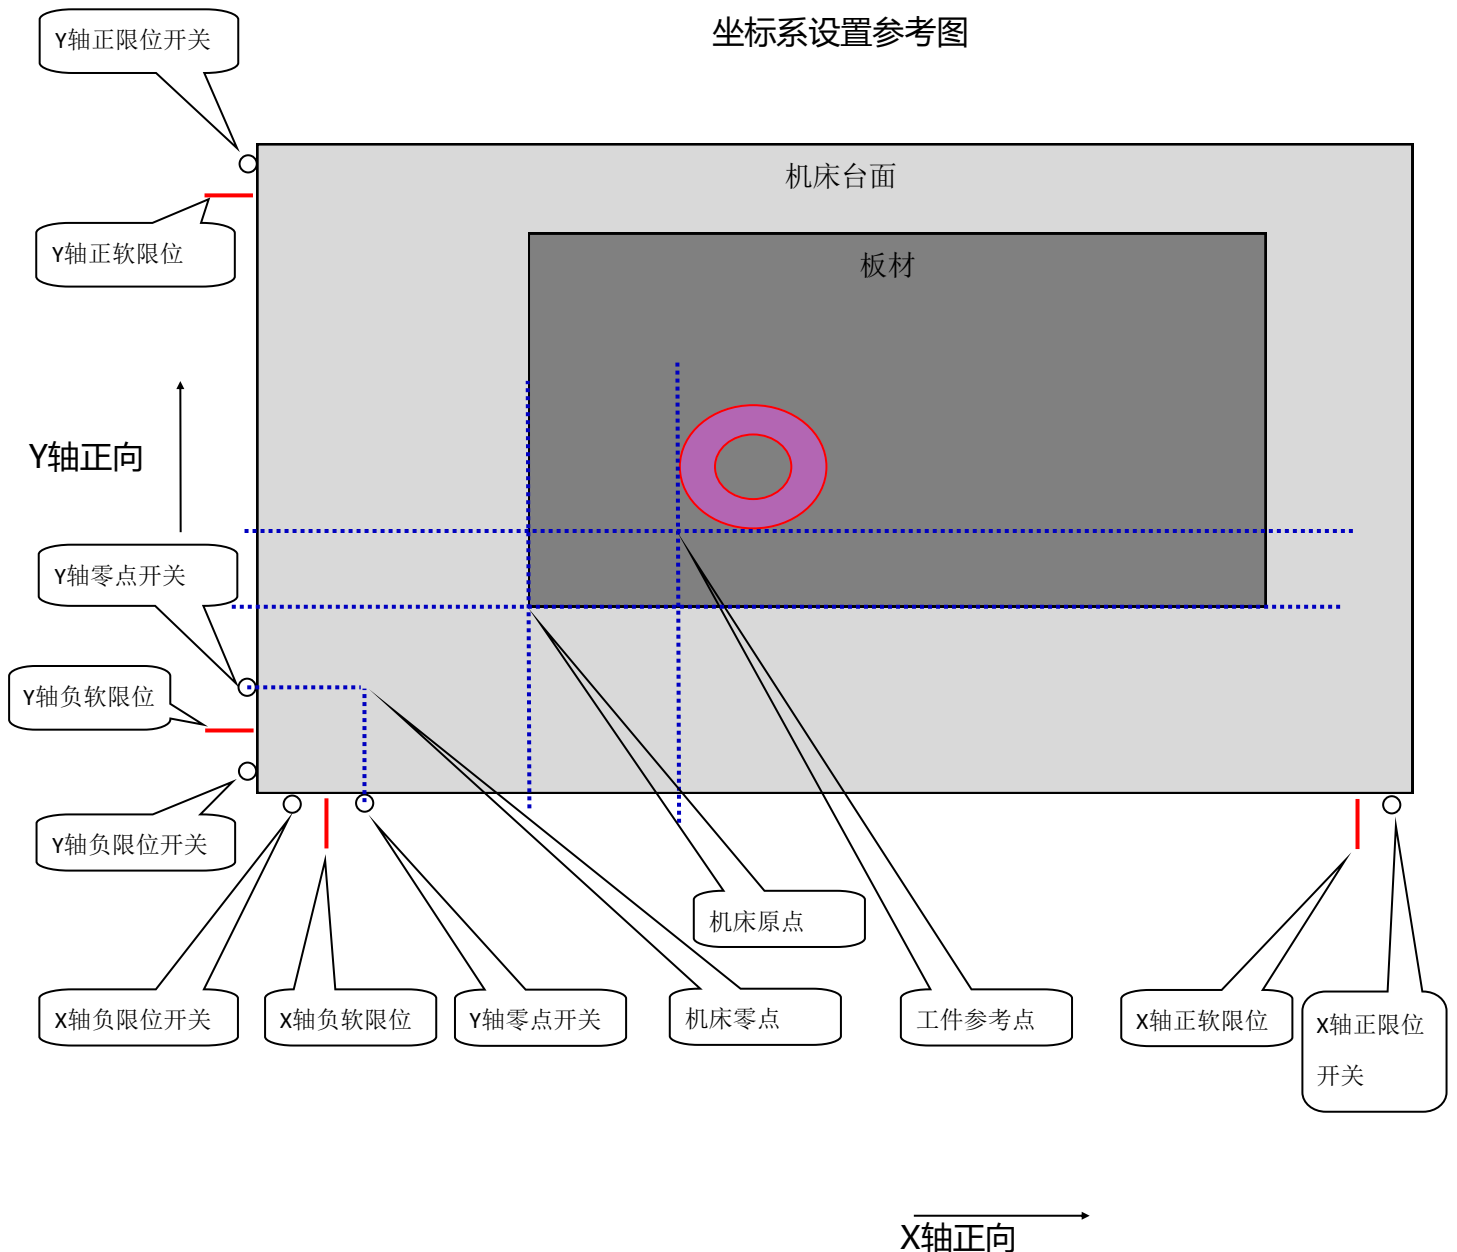 坐标系设置参考图
Y轴正限位开关
机床台面
Y轴正软限位
板材
Y轴正向
Y轴零点开关
Y轴负软限位
Y轴负限位开关
机床原点
X轴负限位开关
X轴负软限位
Y轴零点开关
机床零点
工件参考点
X轴正软限位
X轴正限位
开关
X轴正向